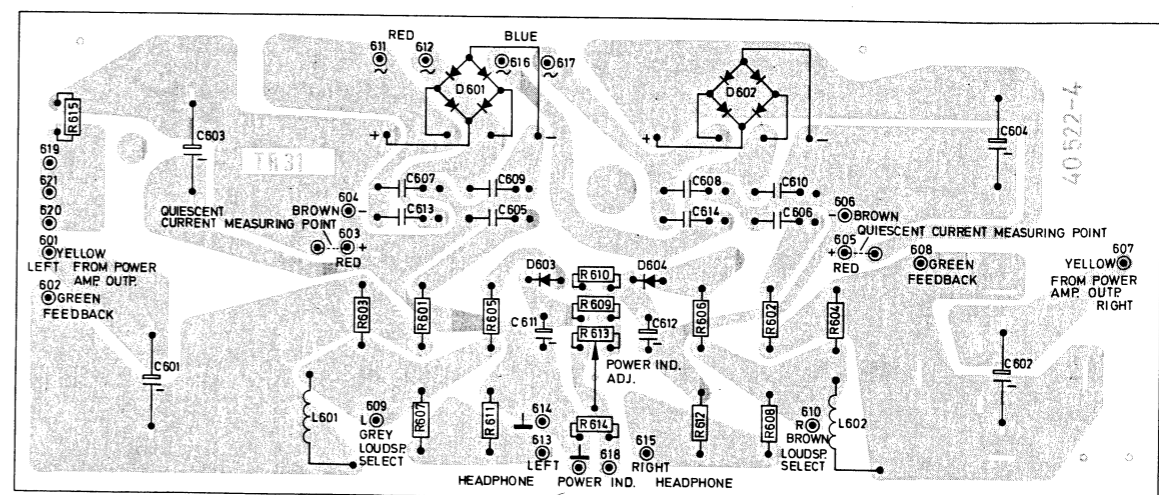 RED
BLUE
611
612
616
617
~
~
~
~
D601
D602
R615
C603
C604
+
-
+
-
TR31
40522-4
619
621
620
C607
C609
C608
C610
604
BROWN
-
C613
C605
C614
C606
606
-
BROWN
QUIESCENT
CURRENT MEASURING POINT
603
+
RED
QUIESCENT CURRENT MEASURING POINT
605
+
RED
601
YELLOW
LEFT FROM POWER
AMP. OUTP.
602
GREEN
FEEDBACK
608
GREEN
FEEDBACK
607
YELLOW
FROM POWER
AMP. OUTP.
RIGHT
D603
R610
D604
R603
R601
R605
C611
R609
R613
C612
R606
R602
R604
POWER IND.
ADJ.
C601
C602
L601
609
L
GREY
LOUDSP.
SELECT
R607
R611
614
R614
R612
R608
610
R
BROWN
LOUDSP.
SELECT
L602
613
LEFT
618
615
RIGHT
HEADPHONE
POWER IND.
HEADPHONE